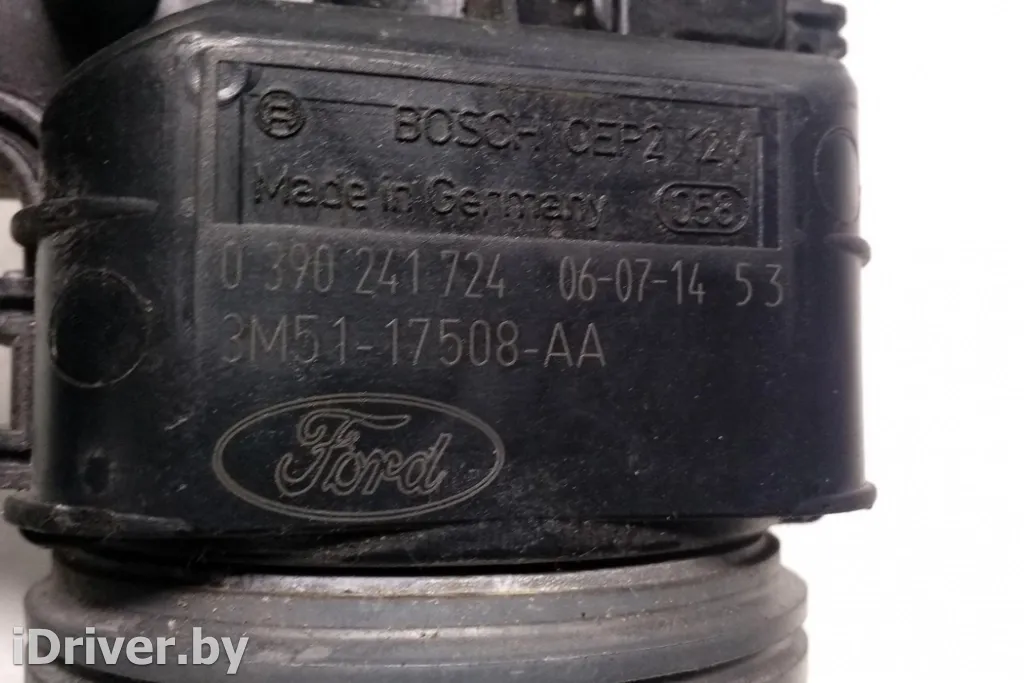 BOSCH CEP2 12V
Made in Germany 058
0 390 241 724 06-07-14 53
3M51-17508-AA
Ford
iDriver.by